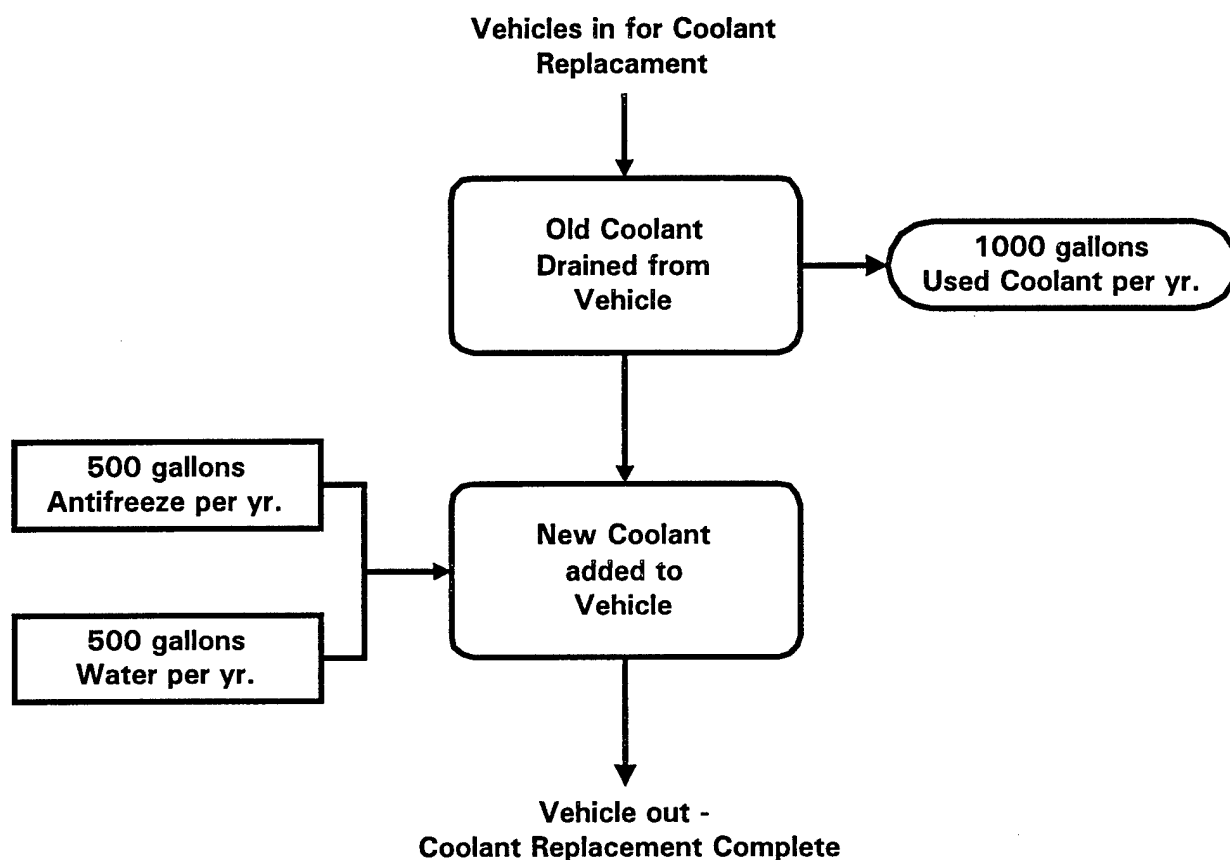 Vehicles in for Coolant
Replacament
Old Coolant
Drained from
Vehicle
1000 gallons
Used Coolant per yr.
500 gallons
Antifreeze per yr.
New Coolant
added to
Vehicle
500 gallons
Water per yr.
Vehicle out -
Coolant Replacement Complete